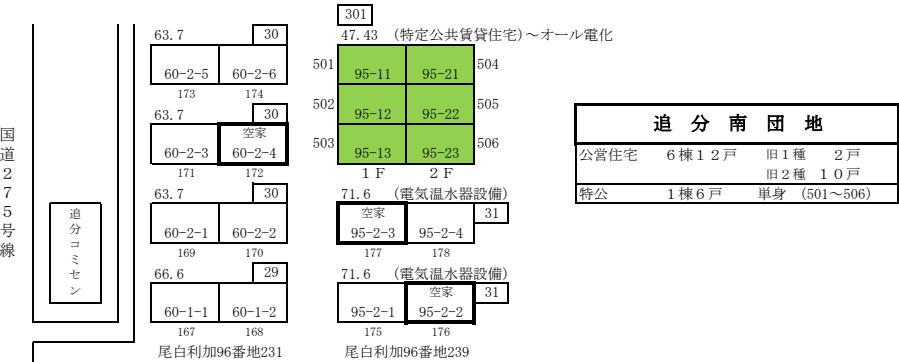 301
63.7 30 47.43 (特定公共賃貸住宅)～オール電化
501 504
60-2-5 60-2-6 95-11 95-21
173 174
502 505
63.7 30
空家
60-2-3 60-2-4 95-12 95-22
171 172
503 506
95-13 95-23
1F 2F
63.7 30 71.6 (電気温水器設備)
空家 31
60-2-1 60-2-2 95-2-3 95-2-4
169 170 177 178
66.6 29 71.6 (電気温水器設備)
空家 31
60-1-1 60-1-2 95-2-1 95-2-2
167 168 175 176
尾白利加96番地231 尾白利加96番地239
国道275号線
追分コミセン
追分南団地
公営住宅 6棟12戸 旧1種 2戸
旧2種 10戸
特公 1棟6戸 単身 (501～506)